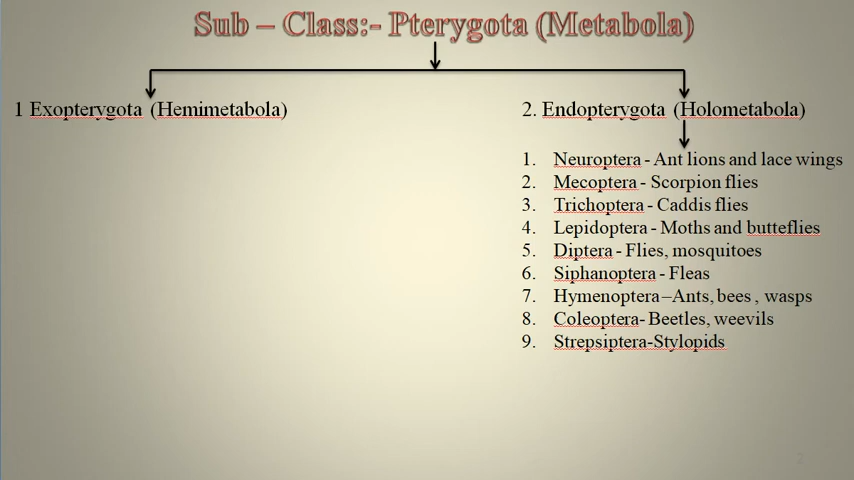 Sub – Class:- Pterygota (Metabola)
1 Exopterygota (Hemimetabola)
2. Endopterygota (Holometabola)
1. Neuroptera - Ant lions and lace wings
2. Mecoptera - Scorpion flies
3. Trichoptera - Caddis flies
4. Lepidoptera - Moths and butteflies
5. Diptera - Flies, mosquitoes
6. Siphanoptera - Fleas
7. Hymenoptera –Ants, bees , wasps
8. Coleoptera- Beetles, weevils
9. Strepsiptera-Stylopids